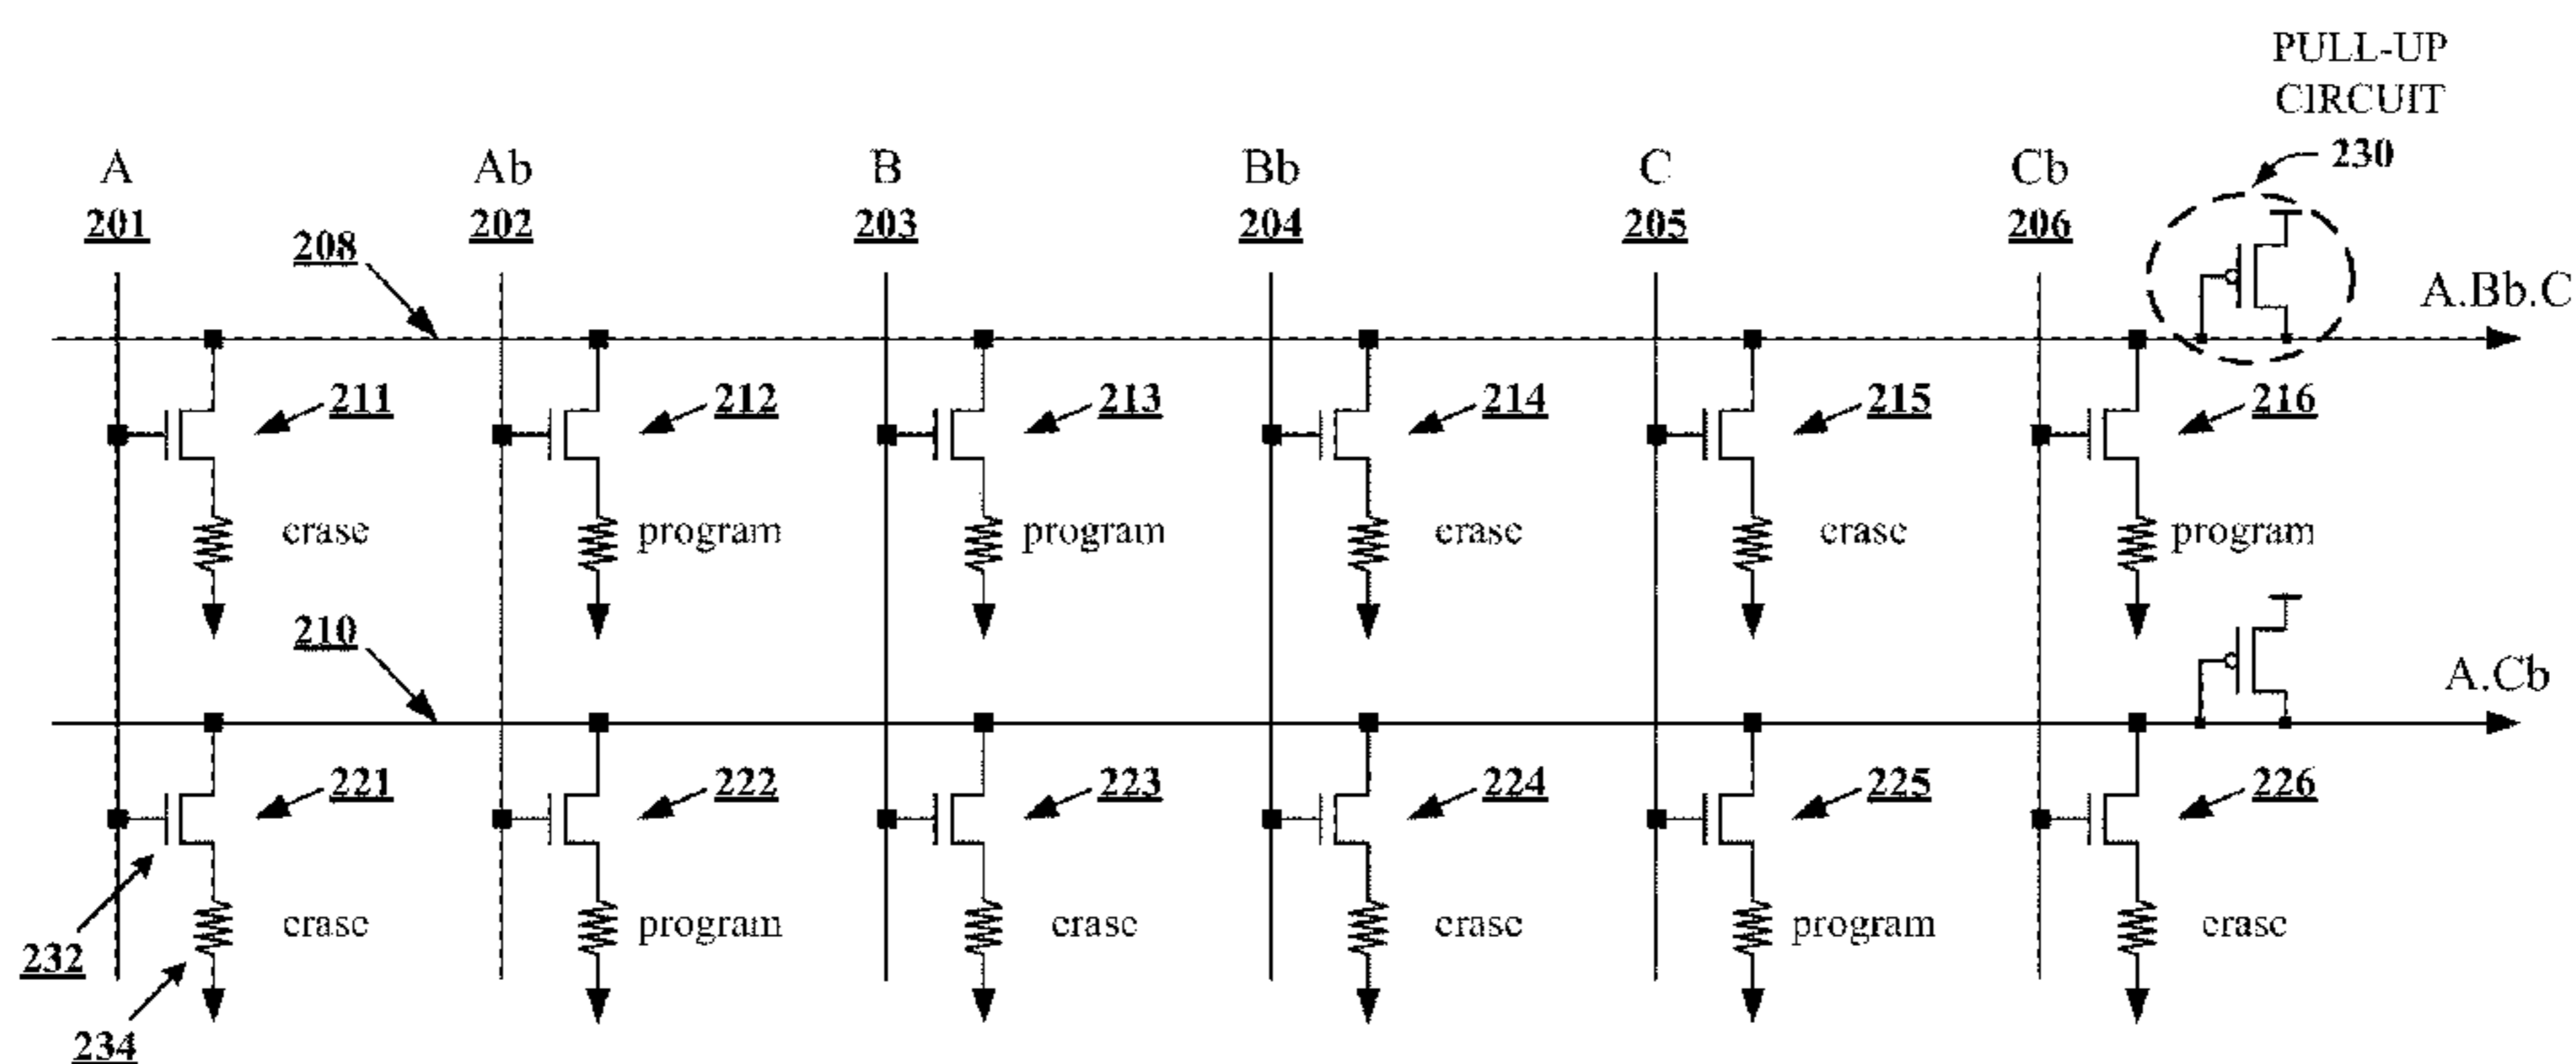 PULL-UP
CIRCUIT
230
A Ab B Bb C Cb
201 202 203 204 205 206
208
A.Bb.C
211 212 213 214 215 216
erase program program erase erase program
210
A.Cb
221 222 223 224 225 226
erase program erase erase program erase
232
234